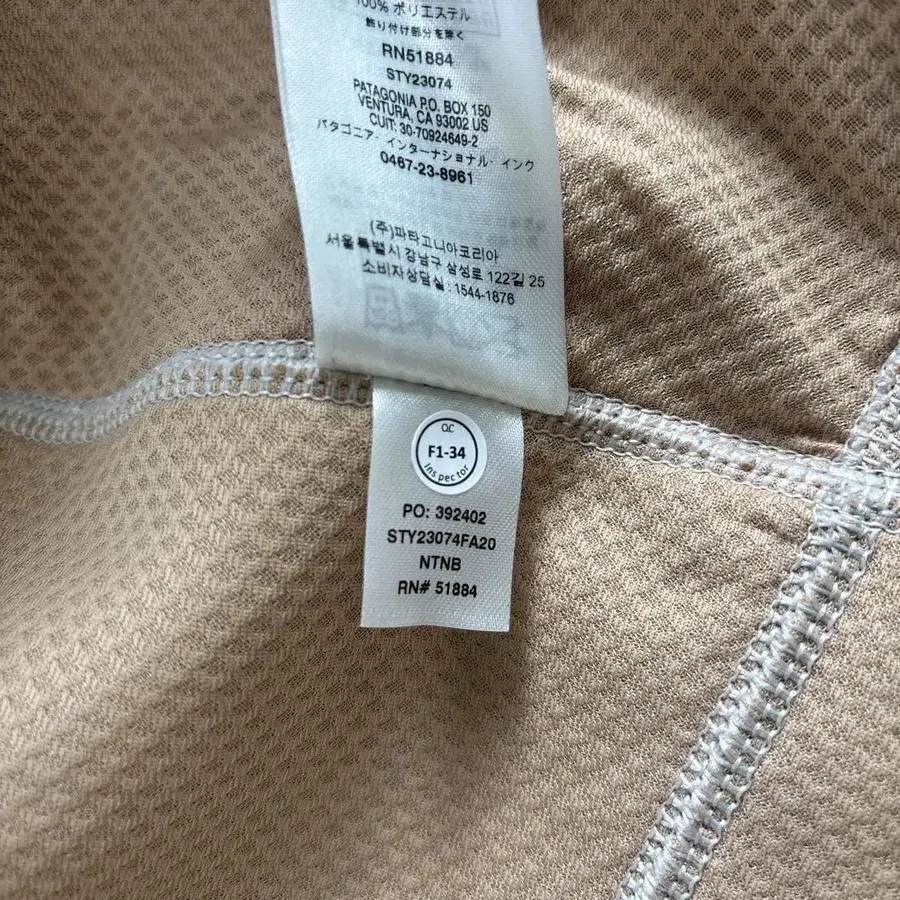 100% ポリエステル
飾り付け部分を除く
RN51884
STY23074
PATAGONIA P.O. BOX 150
VENTURA, CA 93002 US
CUIT: 30-70924649-2
パタゴニア・インターナショナル・インク
0467-23-8961
(주)파타고니아코리아
서울특별시 강남구 삼성로 122길 25
소비자상담실 : 1544-1876
QC
F1-34
Inspector
PO: 392402
STY23074FA20
NTNB
RN# 51884